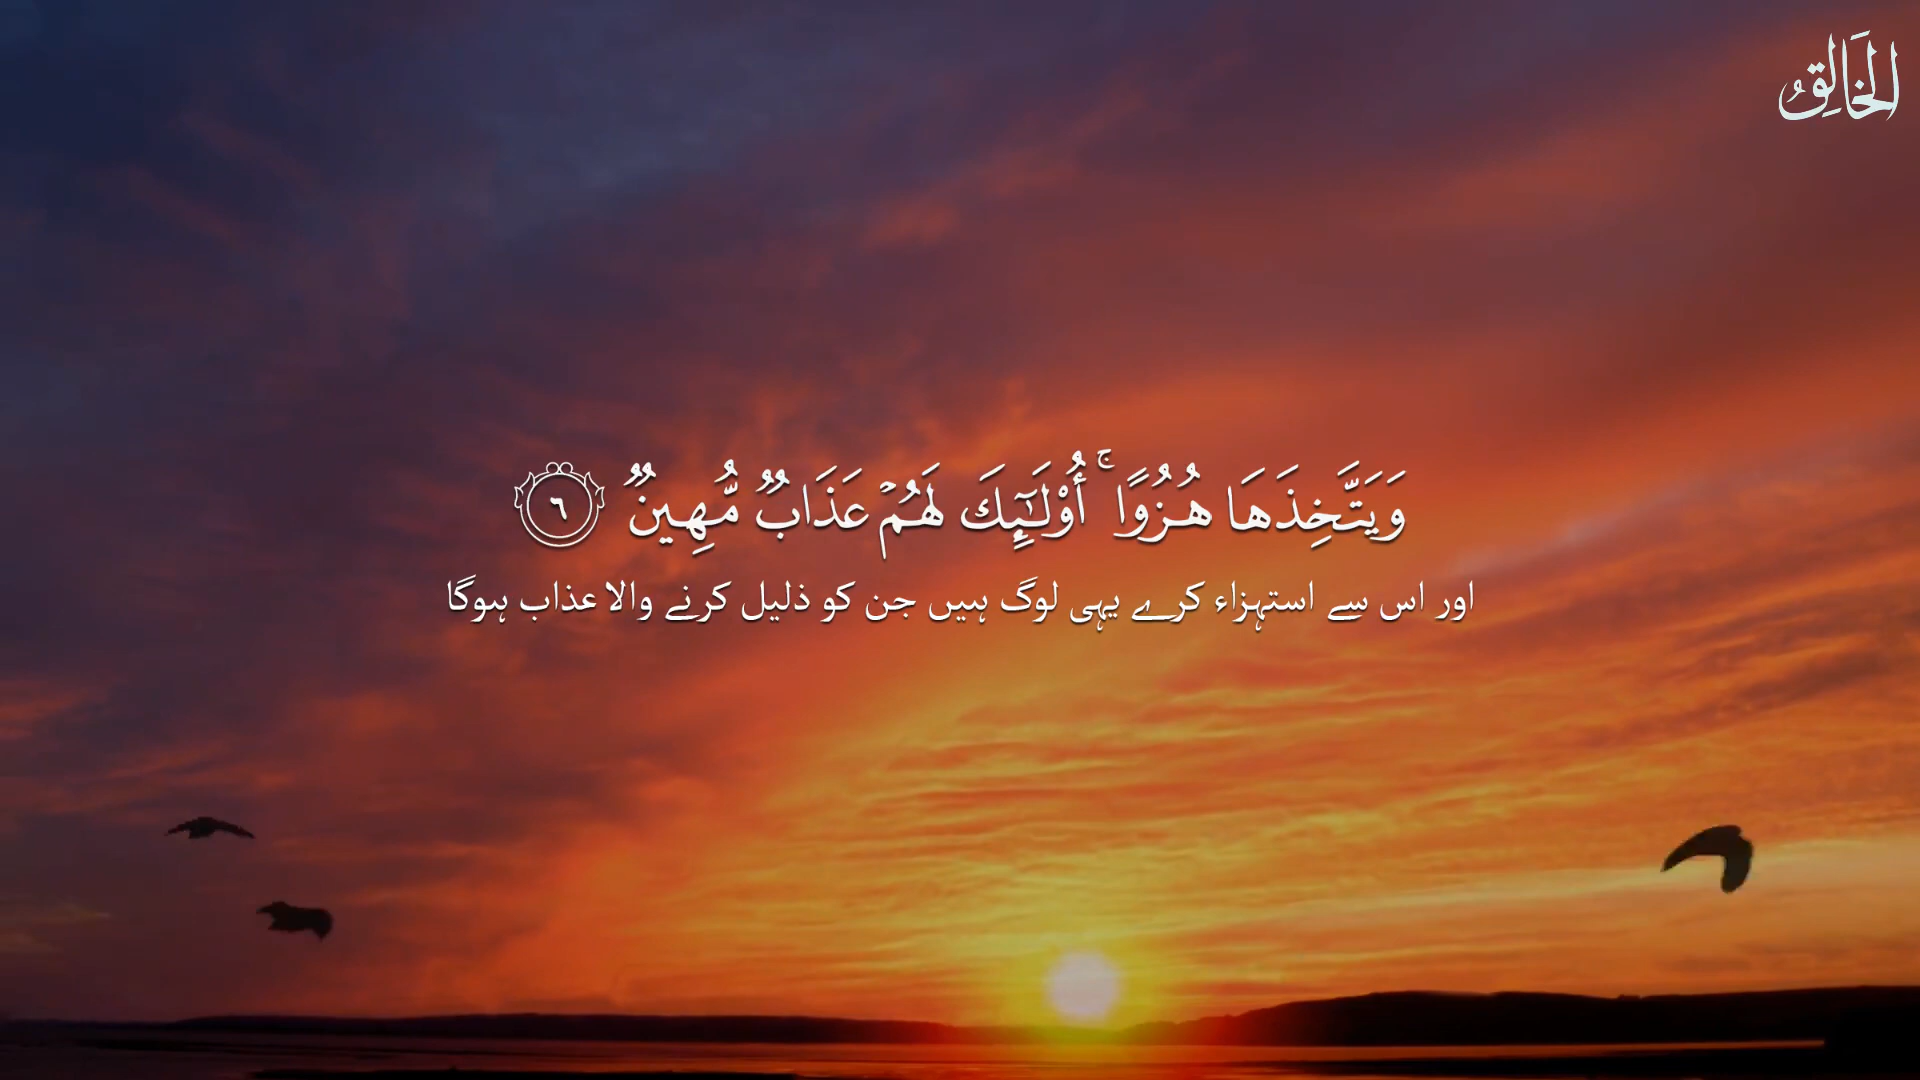 الخَالِقُ
وَيَتَّخِذَهَا هُزُوًا ۚ أُوْلَـٰٓئِكَ لَهُمْ عَذَابٌ مُّهِينٌ ٦
اور اس سے استہزاء کرے یہی لوگ ہیں جن کو ذلیل کرنے والا عذاب ہوگا